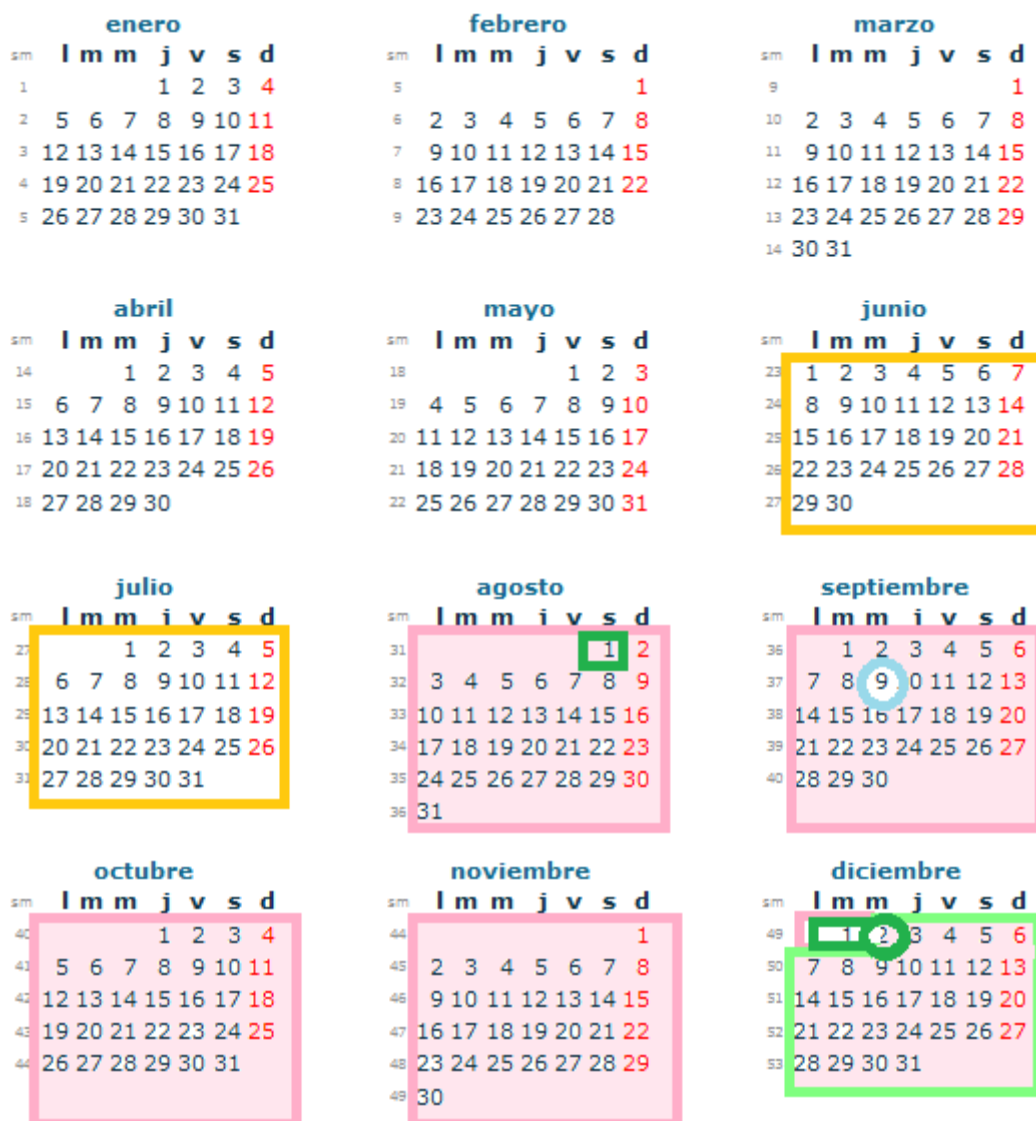 enero febrero marzo
sm l m m j v s d sm l m m j v s d sm l m m j v s d
1 1 2 3 4 5 1 9 1
2 5 6 7 8 9 10 11 6 2 3 4 5 6 7 8 10 2 3 4 5 6 7 8
3 12 13 14 15 16 17 18 7 9 10 11 12 13 14 15 11 9 10 11 12 13 14 15
4 19 20 21 22 23 24 25 8 16 17 18 19 20 21 22 12 16 17 18 19 20 21 22
5 26 27 28 29 30 31 9 23 24 25 26 27 28 13 23 24 25 26 27 28 29
14 30 31
abril mayo junio
sm l m m j v s d sm l m m j v s d sm l m m j v s d
14 1 2 3 4 5 18 1 2 3 23 1 2 3 4 5 6 7
15 6 7 8 9 10 11 12 19 4 5 6 7 8 9 10 24 8 9 10 11 12 13 14
16 13 14 15 16 17 18 19 20 11 12 13 14 15 16 17 25 15 16 17 18 19 20 21
17 20 21 22 23 24 25 26 21 18 19 20 21 22 23 24 26 22 23 24 25 26 27 28
18 27 28 29 30 22 25 26 27 28 29 30 31 27 29 30
julio agosto septiembre
sm l m m j v s d sm l m m j v s d sm l m m j v s d
27 1 2 3 4 5 31 1 2 36 1 2 3 4 5 6
28 6 7 8 9 10 11 12 32 3 4 5 6 7 8 9 37 7 8 9 0 11 12 13
29 13 14 15 16 17 18 19 33 10 11 12 13 14 15 16 38 14 15 16 17 18 19 20
30 20 21 22 23 24 25 26 34 17 18 19 20 21 22 23 39 21 22 23 24 25 26 27
31 27 28 29 30 31 35 24 25 26 27 28 29 30 40 28 29 30
36 31
octubre noviembre diciembre
sm l m m j v s d sm l m m j v s d sm l m m j v s d
40 1 2 3 4 44 1 49 1 2 3 4 5 6
41 5 6 7 8 9 10 11 45 2 3 4 5 6 7 8 50 7 8 9 10 11 12 13
42 12 13 14 15 16 17 18 46 9 10 11 12 13 14 15 51 14 15 16 17 18 19 20
43 19 20 21 22 23 24 25 47 16 17 18 19 20 21 22 52 21 22 23 24 25 26 27
44 26 27 28 29 30 31 48 23 24 25 26 27 28 29 53 28 29 30 31
49 30